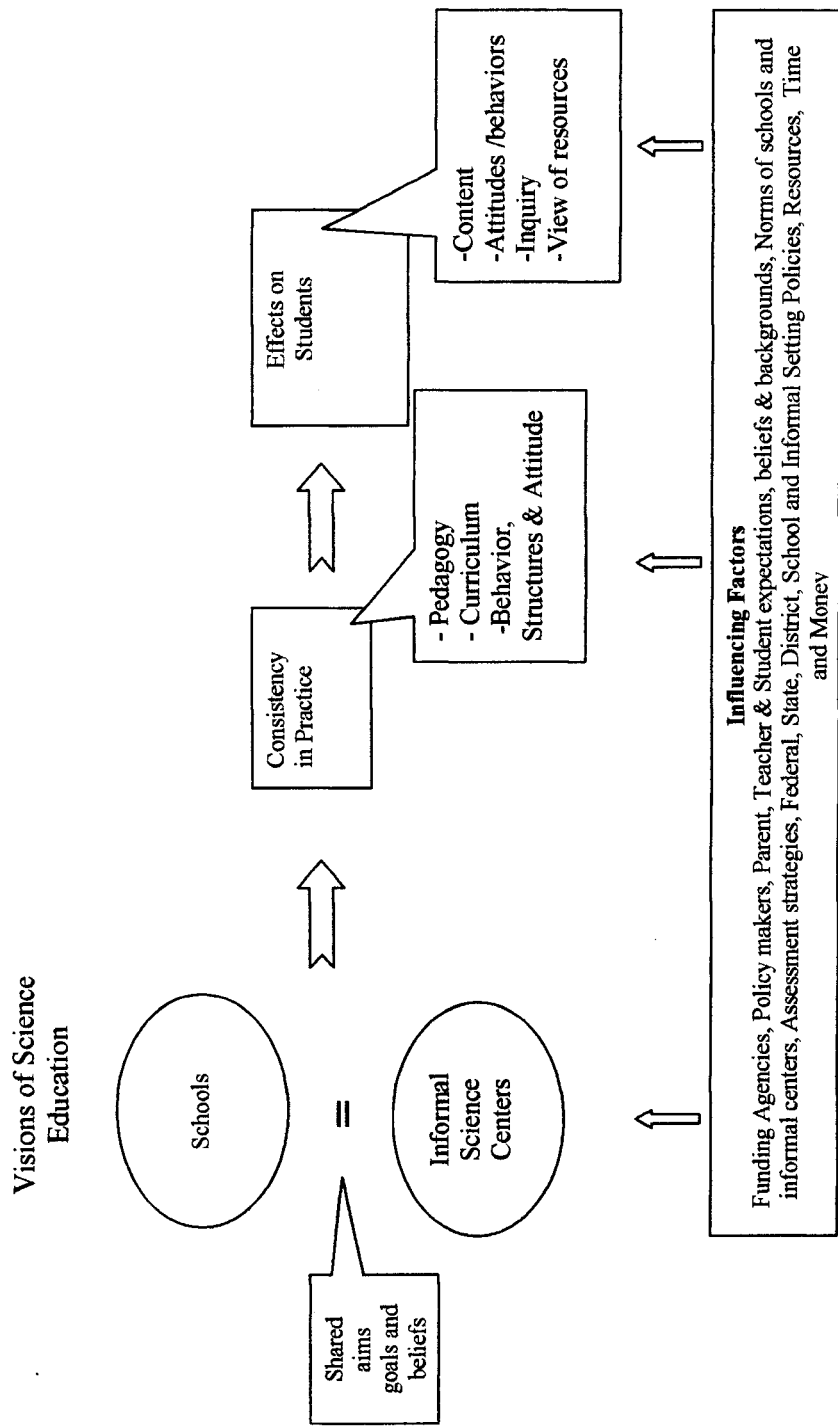 Visions of Science
Education
Schools
=
Informal
Science
Centers
Shared
aims
goals and
beliefs
Consistency
in Practice
- Pedagogy
- Curriculum
-Behavior,
Structures & Attitude
Effects on
Students
-Content
-Attitudes /behaviors
-Inquiry
-View of resources
Influencing Factors
Funding Agencies, Policy makers, Parent, Teacher & Student expectations, beliefs & backgrounds, Norms of schools and
informal centers, Assessment strategies, Federal, State, District, School and Informal Setting Policies, Resources, Time
and Money